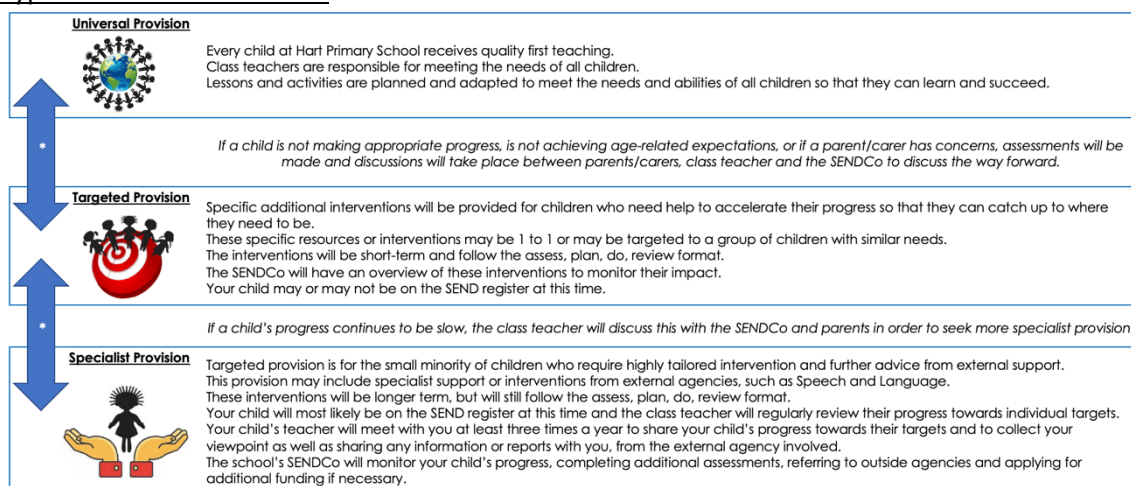 Universal Provision
Every child at Hart Primary School receives quality first teaching.
Class teachers are responsible for meeting the needs of all children.
Lessons and activities are planned and adapted to meet the needs and abilities of all children so that they can learn and succeed.
*
If a child is not making appropriate progress, is not achieving age-related expectations, or if a parent/carer has concerns, assessments will be
made and discussions will take place between parents/carers, class teacher and the SENDCo to discuss the way forward.
Targeted Provision
Specific additional interventions will be provided for children who need help to accelerate their progress so that they can catch up to where
they need to be.
These specific resources or interventions may be 1 to 1 or may be targeted to a group of children with similar needs.
The interventions will be short-term and follow the assess, plan, do, review format.
The SENDCo will have an overview of these interventions to monitor their impact.
Your child may or may not be on the SEND register at this time.
*
If a child's progress continues to be slow, the class teacher will discuss this with the SENDCo and parents in order to seek more specialist provision
Specialist Provision
Targeted provision is for the small minority of children who require highly tailored intervention and further advice from external support.
This provision may include specialist support or interventions from external agencies, such as Speech and Language.
These interventions will be longer term, but will still follow the assess, plan, do, review format.
Your child will most likely be on the SEND register at this time and the class teacher will regularly review their progress towards individual targets.
Your child's teacher will meet with you at least three times a year to share your child's progress towards their targets and to collect your
viewpoint as well as sharing any information or reports with you, from the external agency involved.
The school's SENDCo will monitor your child's progress, completing additional assessments, referring to outside agencies and applying for
additional funding if necessary.